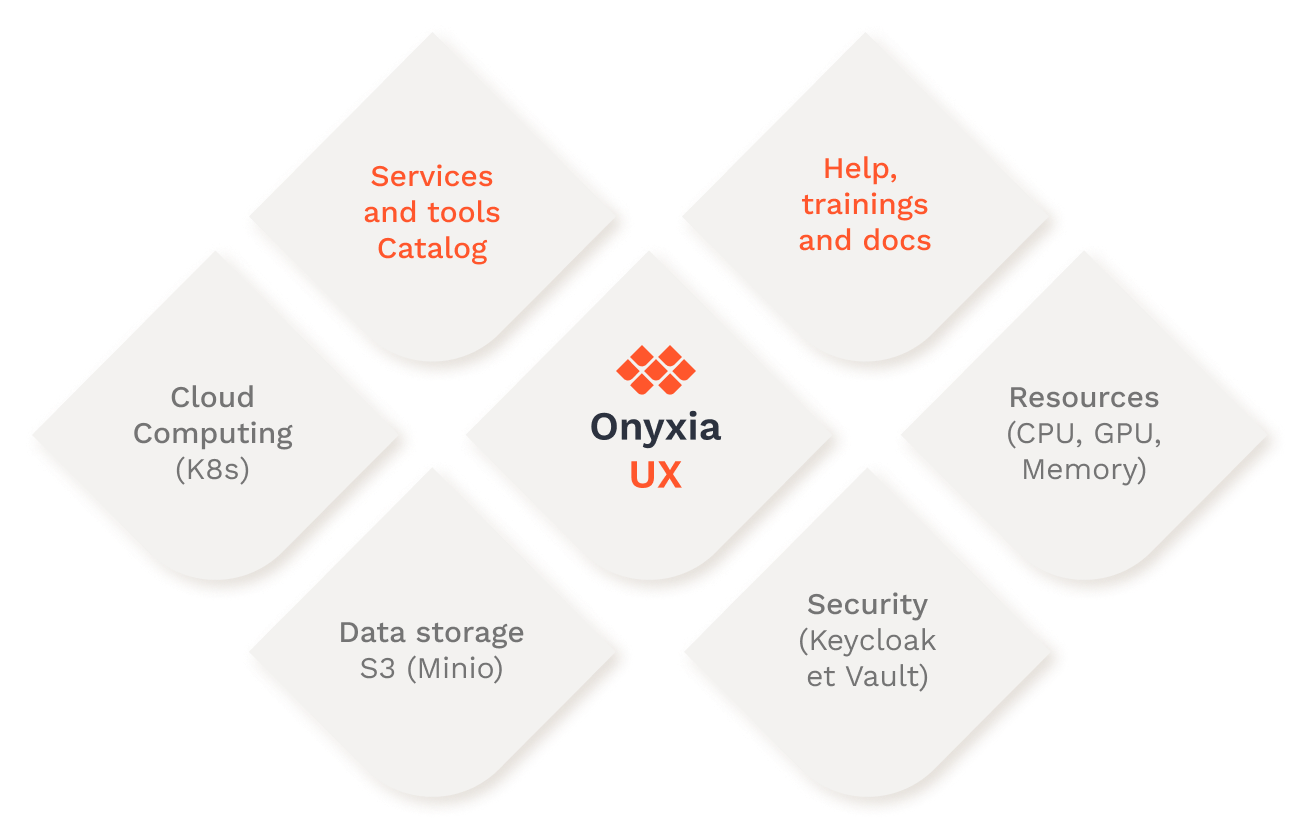 Services
and tools
Catalog
Help,
trainings
and docs
Cloud
Computing
(K8s)
Onyxia
UX
Resources
(CPU, GPU,
Memory)
Data storage
S3 (Minio)
Security
(Keycloak
et Vault)